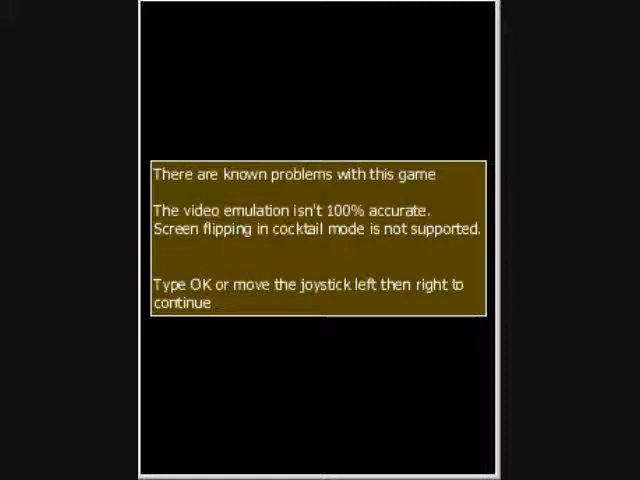 There are known problems with this game
The video emulation isn't 100% accurate.
Screen flipping in cocktail mode is not supported.
Type OK or move the joystick left then right to
continue